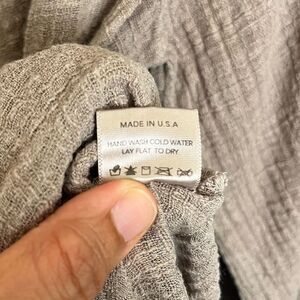 MADE IN U.S.A
HAND WASH COLD WATER
LAY FLAT TO DRY